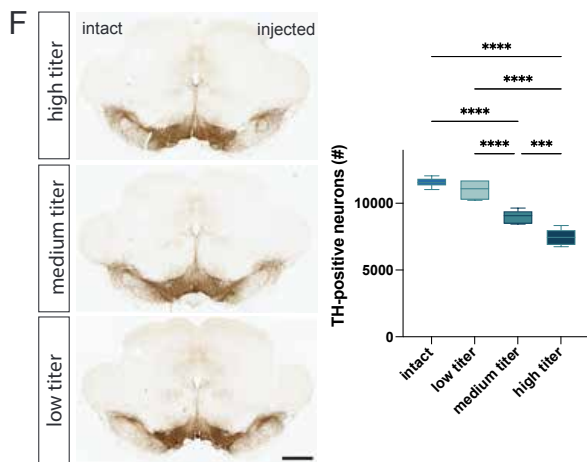 F
intact injected
high titer
medium titer
low titer
****
****
****
**** ***
TH-positive neurons (#)
10000
5000
0
intact
low titer
medium titer
high titer